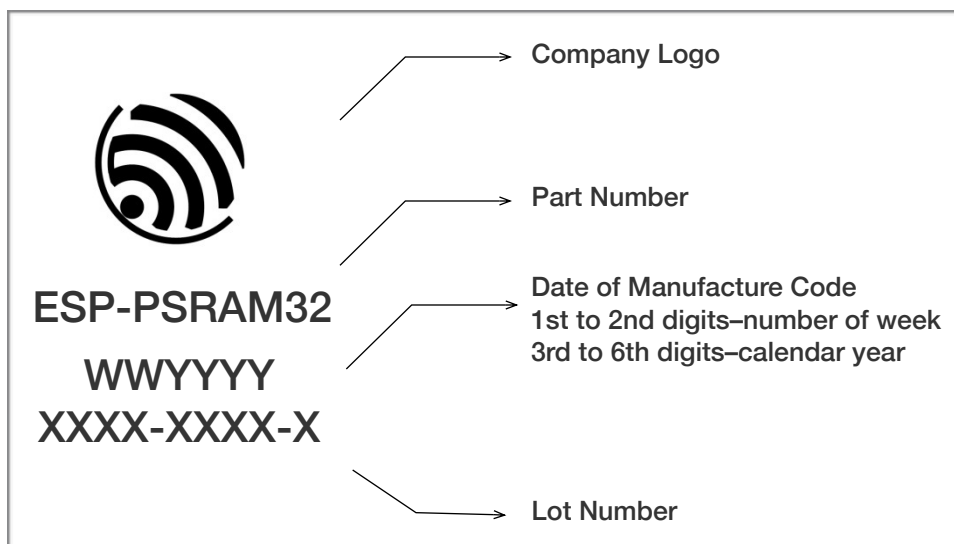 Company Logo
Part Number
ESP-PSRAM32
Date of Manufacture Code
1st to 2nd digits–number of week
3rd to 6th digits–calendar year
WWYYYY
XXXX-XXXX-X
Lot Number